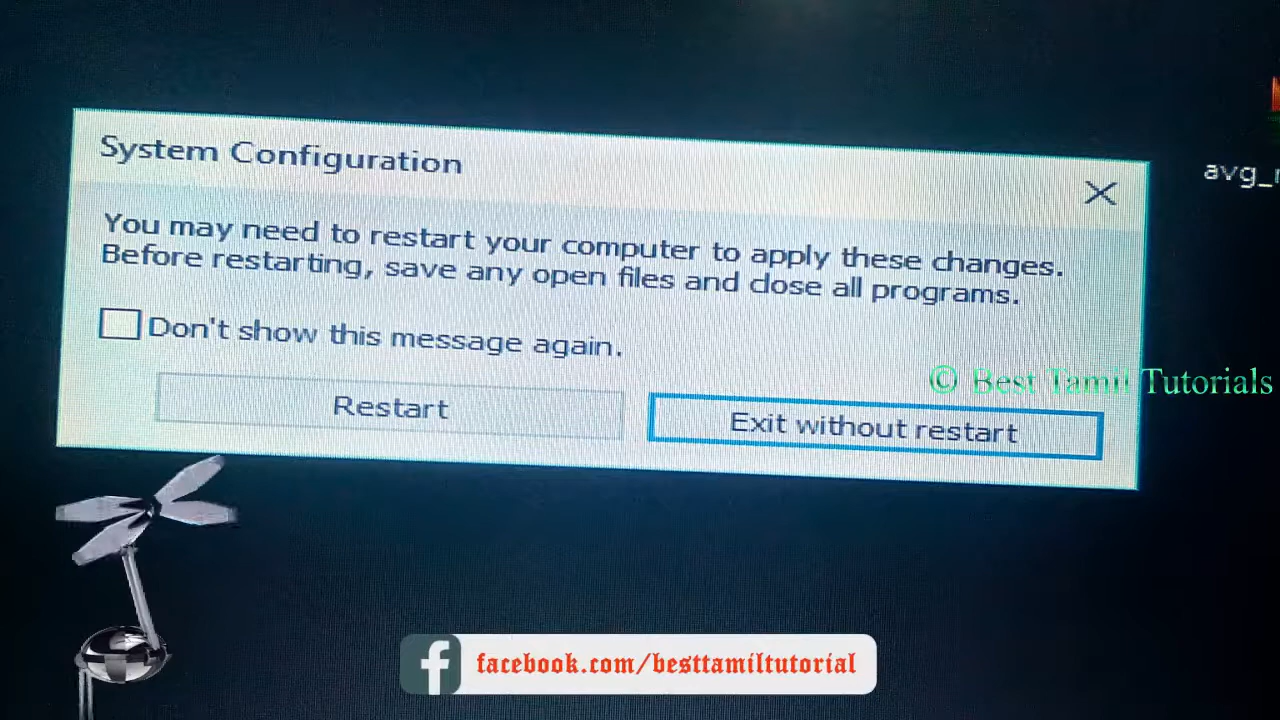 System Configuration
You may need to restart your computer to apply these changes.
Before restarting, save any open files and close all programs.
Don't show this message again.
Restart
Exit without restart
avg_
© Best Tamil Tutorials
facebook.com/besttamiltutorial